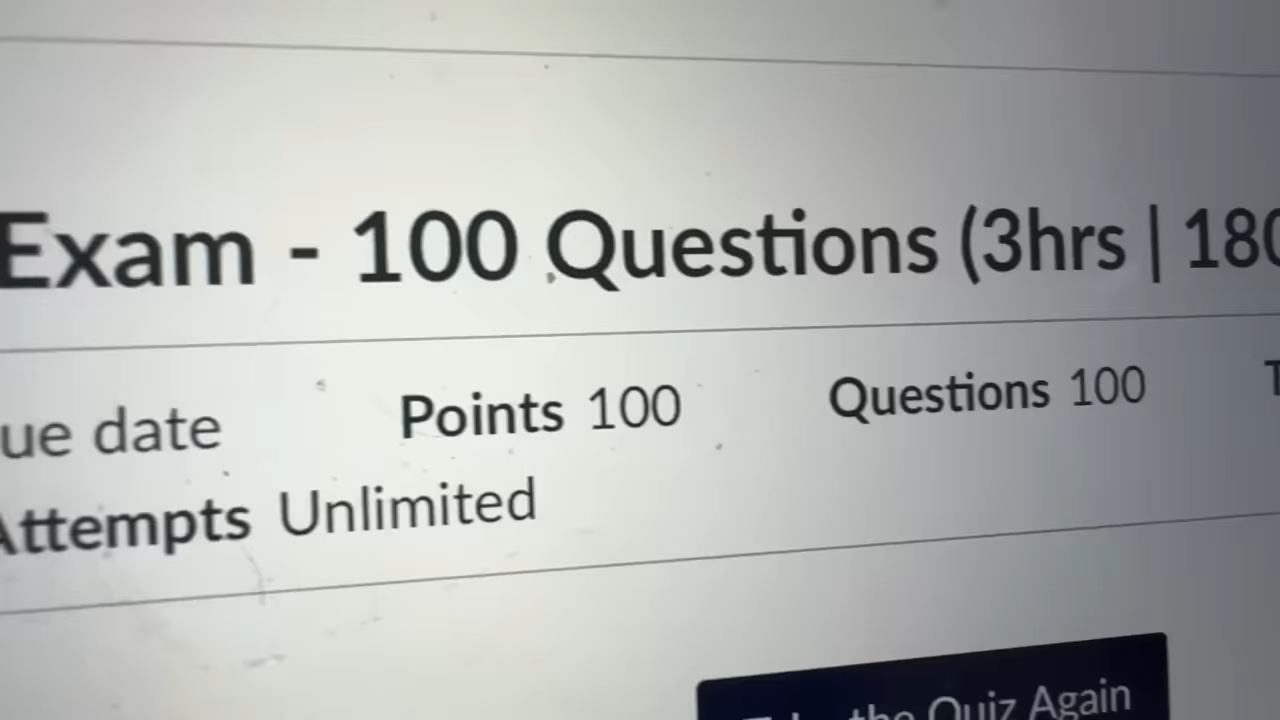 Exam - 100 Questions (3hrs | 180
ue date Points 100 Questions 100
Attempts Unlimited
the Quiz Again